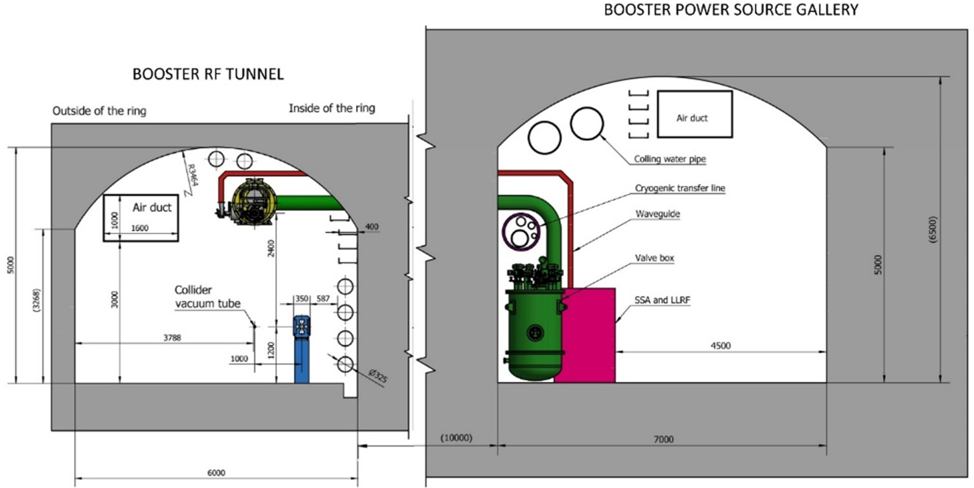 BOOSTER POWER SOURCE GALLERY
BOOSTER RF TUNNEL
Outside of the ring
Inside of the ring
Air duct
Colling water pipe
Cryogenic transfer line
Waveguide
Valve box
SSA and LLRF
4500
5000
(6500)
R3464
Air duct
1000
1600
400
2400
5000
(3268)
3000
Collider
vacuum tube
350
587
3788
1000
1200
Ø325
(10000)
7000
6000